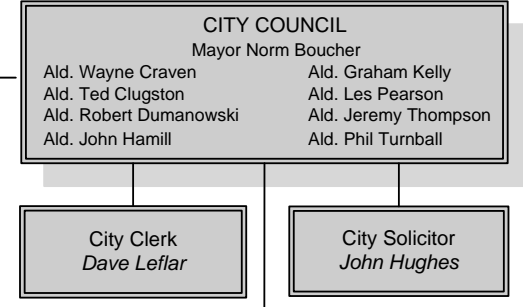 CITY COUNCIL
Mayor Norm Boucher
Ald. Wayne Craven Ald. Graham Kelly
Ald. Ted Clugston Ald. Les Pearson
Ald. Robert Dumanowski Ald. Jeremy Thompson
Ald. John Hamill Ald. Phil Turnball
City Clerk
Dave Leflar
City Solicitor
John Hughes